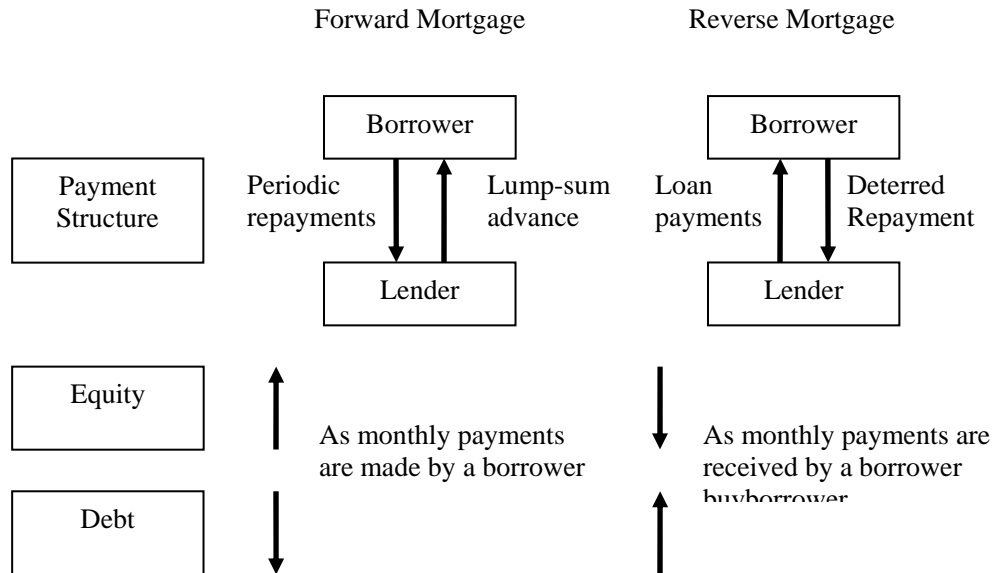 Forward Mortgage
Reverse Mortgage
Borrower
Borrower
Payment
Structure
Periodic
repayments
Lump-sum
advance
Loan
payments
Deterred
Repayment
Lender
Lender
Equity
As monthly payments
are made by a borrower
As monthly payments are
received by a borrower
buyborrower
Debt